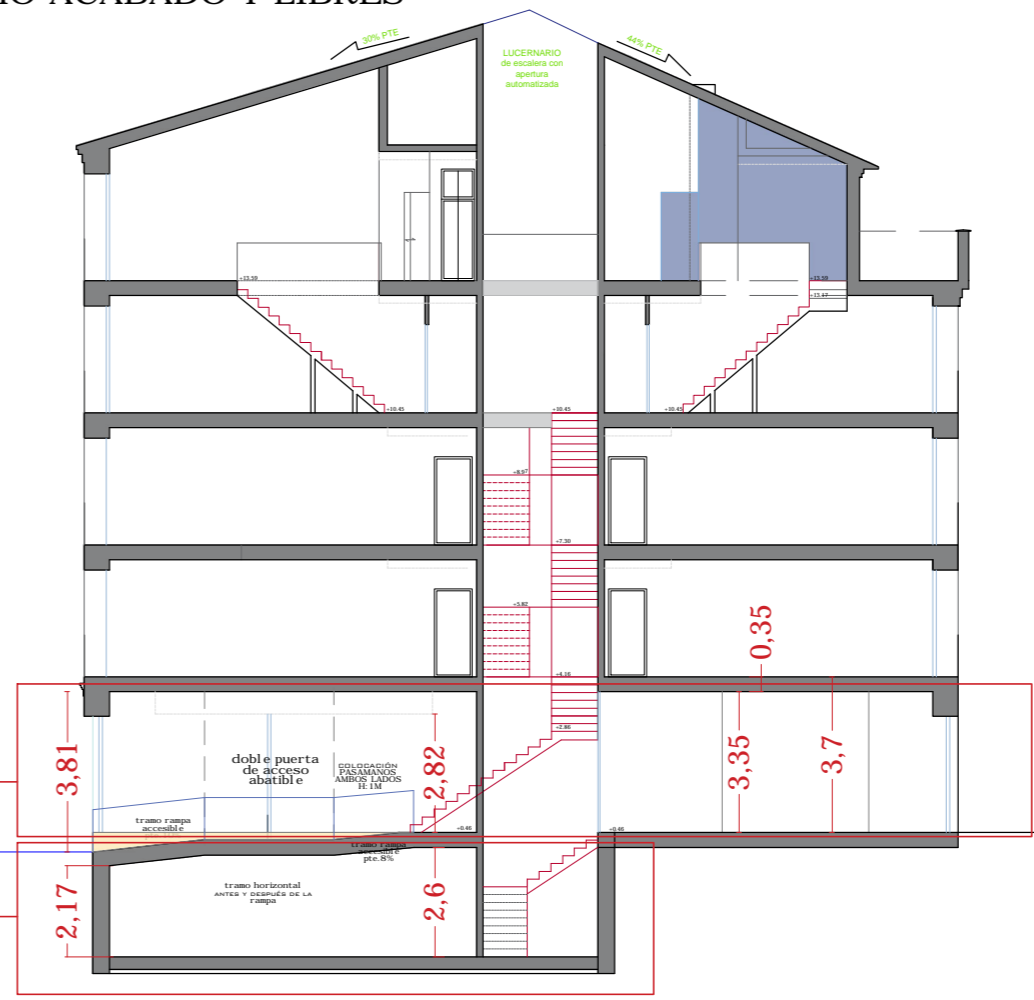 ACABADO Y LIBRES
30% PTE
LUCERNARIO
de escalera con
apertura
automatizada
44% PTE
+13.59
+13.59
+13.17
+10.45
+10.45
+10.45
+8.97
+7.30
+5.82
+4.16
0,35
3,81
doble puerta
de acceso
abatible
COLOCACIÓN
PASAMANOS
AMBOS LADOS
H:1M
2,82
+2.86
3,35
3,7
tramo rampa
accesible
+0.46
+0.46
tramo rampa
accesible
pte.8%
2,17
tramo horizontal
ANTES Y DESPUÉS DE LA
rampa
2,6